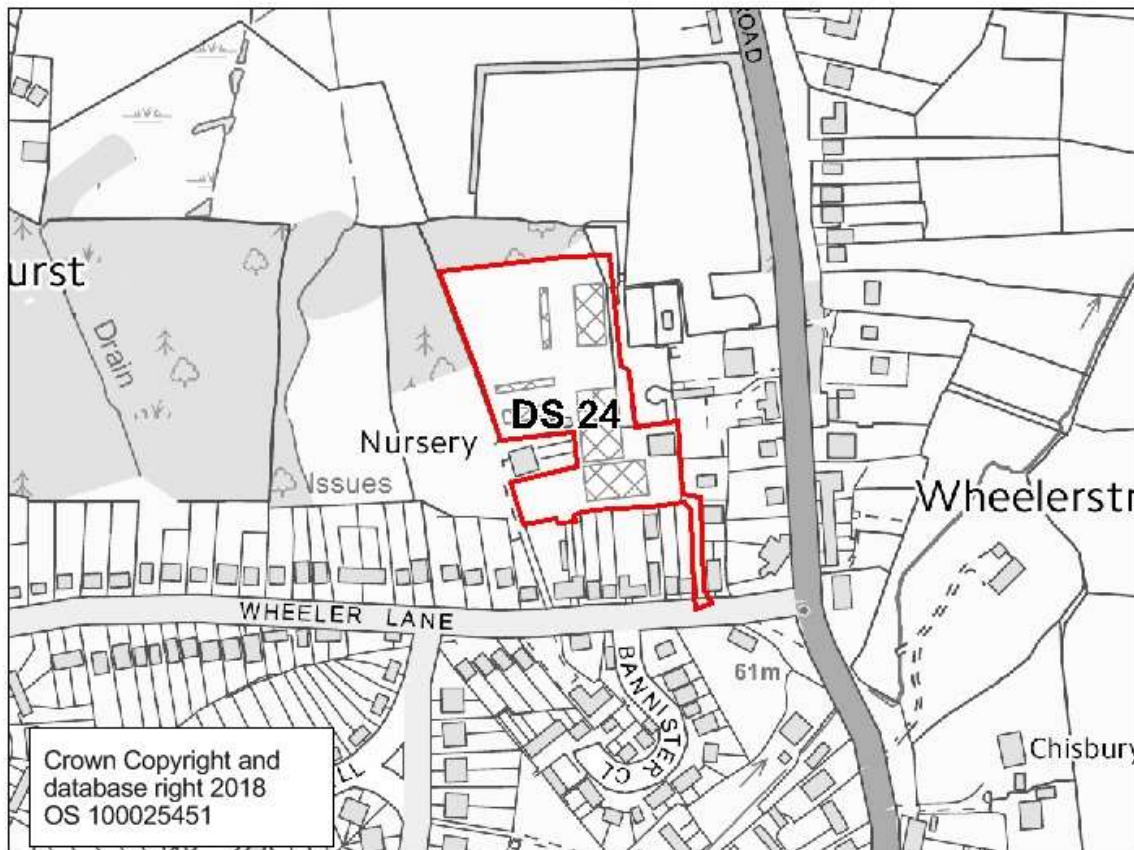 ROAD
urst
Drain
DS 24
Nursery
Issues
Wheelerstr
WHEELER LANE
BANNISTER CL
61m
Chisbury
LL
Crown Copyright and
database right 2018
OS 100025451